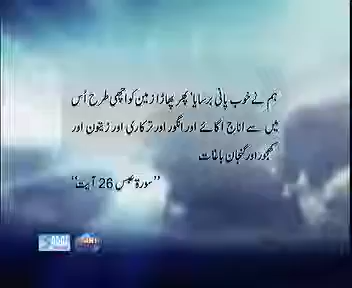 "ہم نے خوب پانی برسایا' پھر پھاڑا زمین کو اچھی طرح اُس
میں سے اناج اگائے اور انگور اور ترکاری اور زیتون اور
کھجور اور گنجان باغات
"سورۃ عبس 26 آیت"